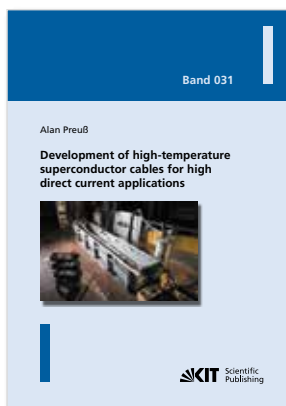 Band 031
Alan Preuß
Development of high-temperature
superconductor cables for high
direct current applications
KIT Scientific
Publishing